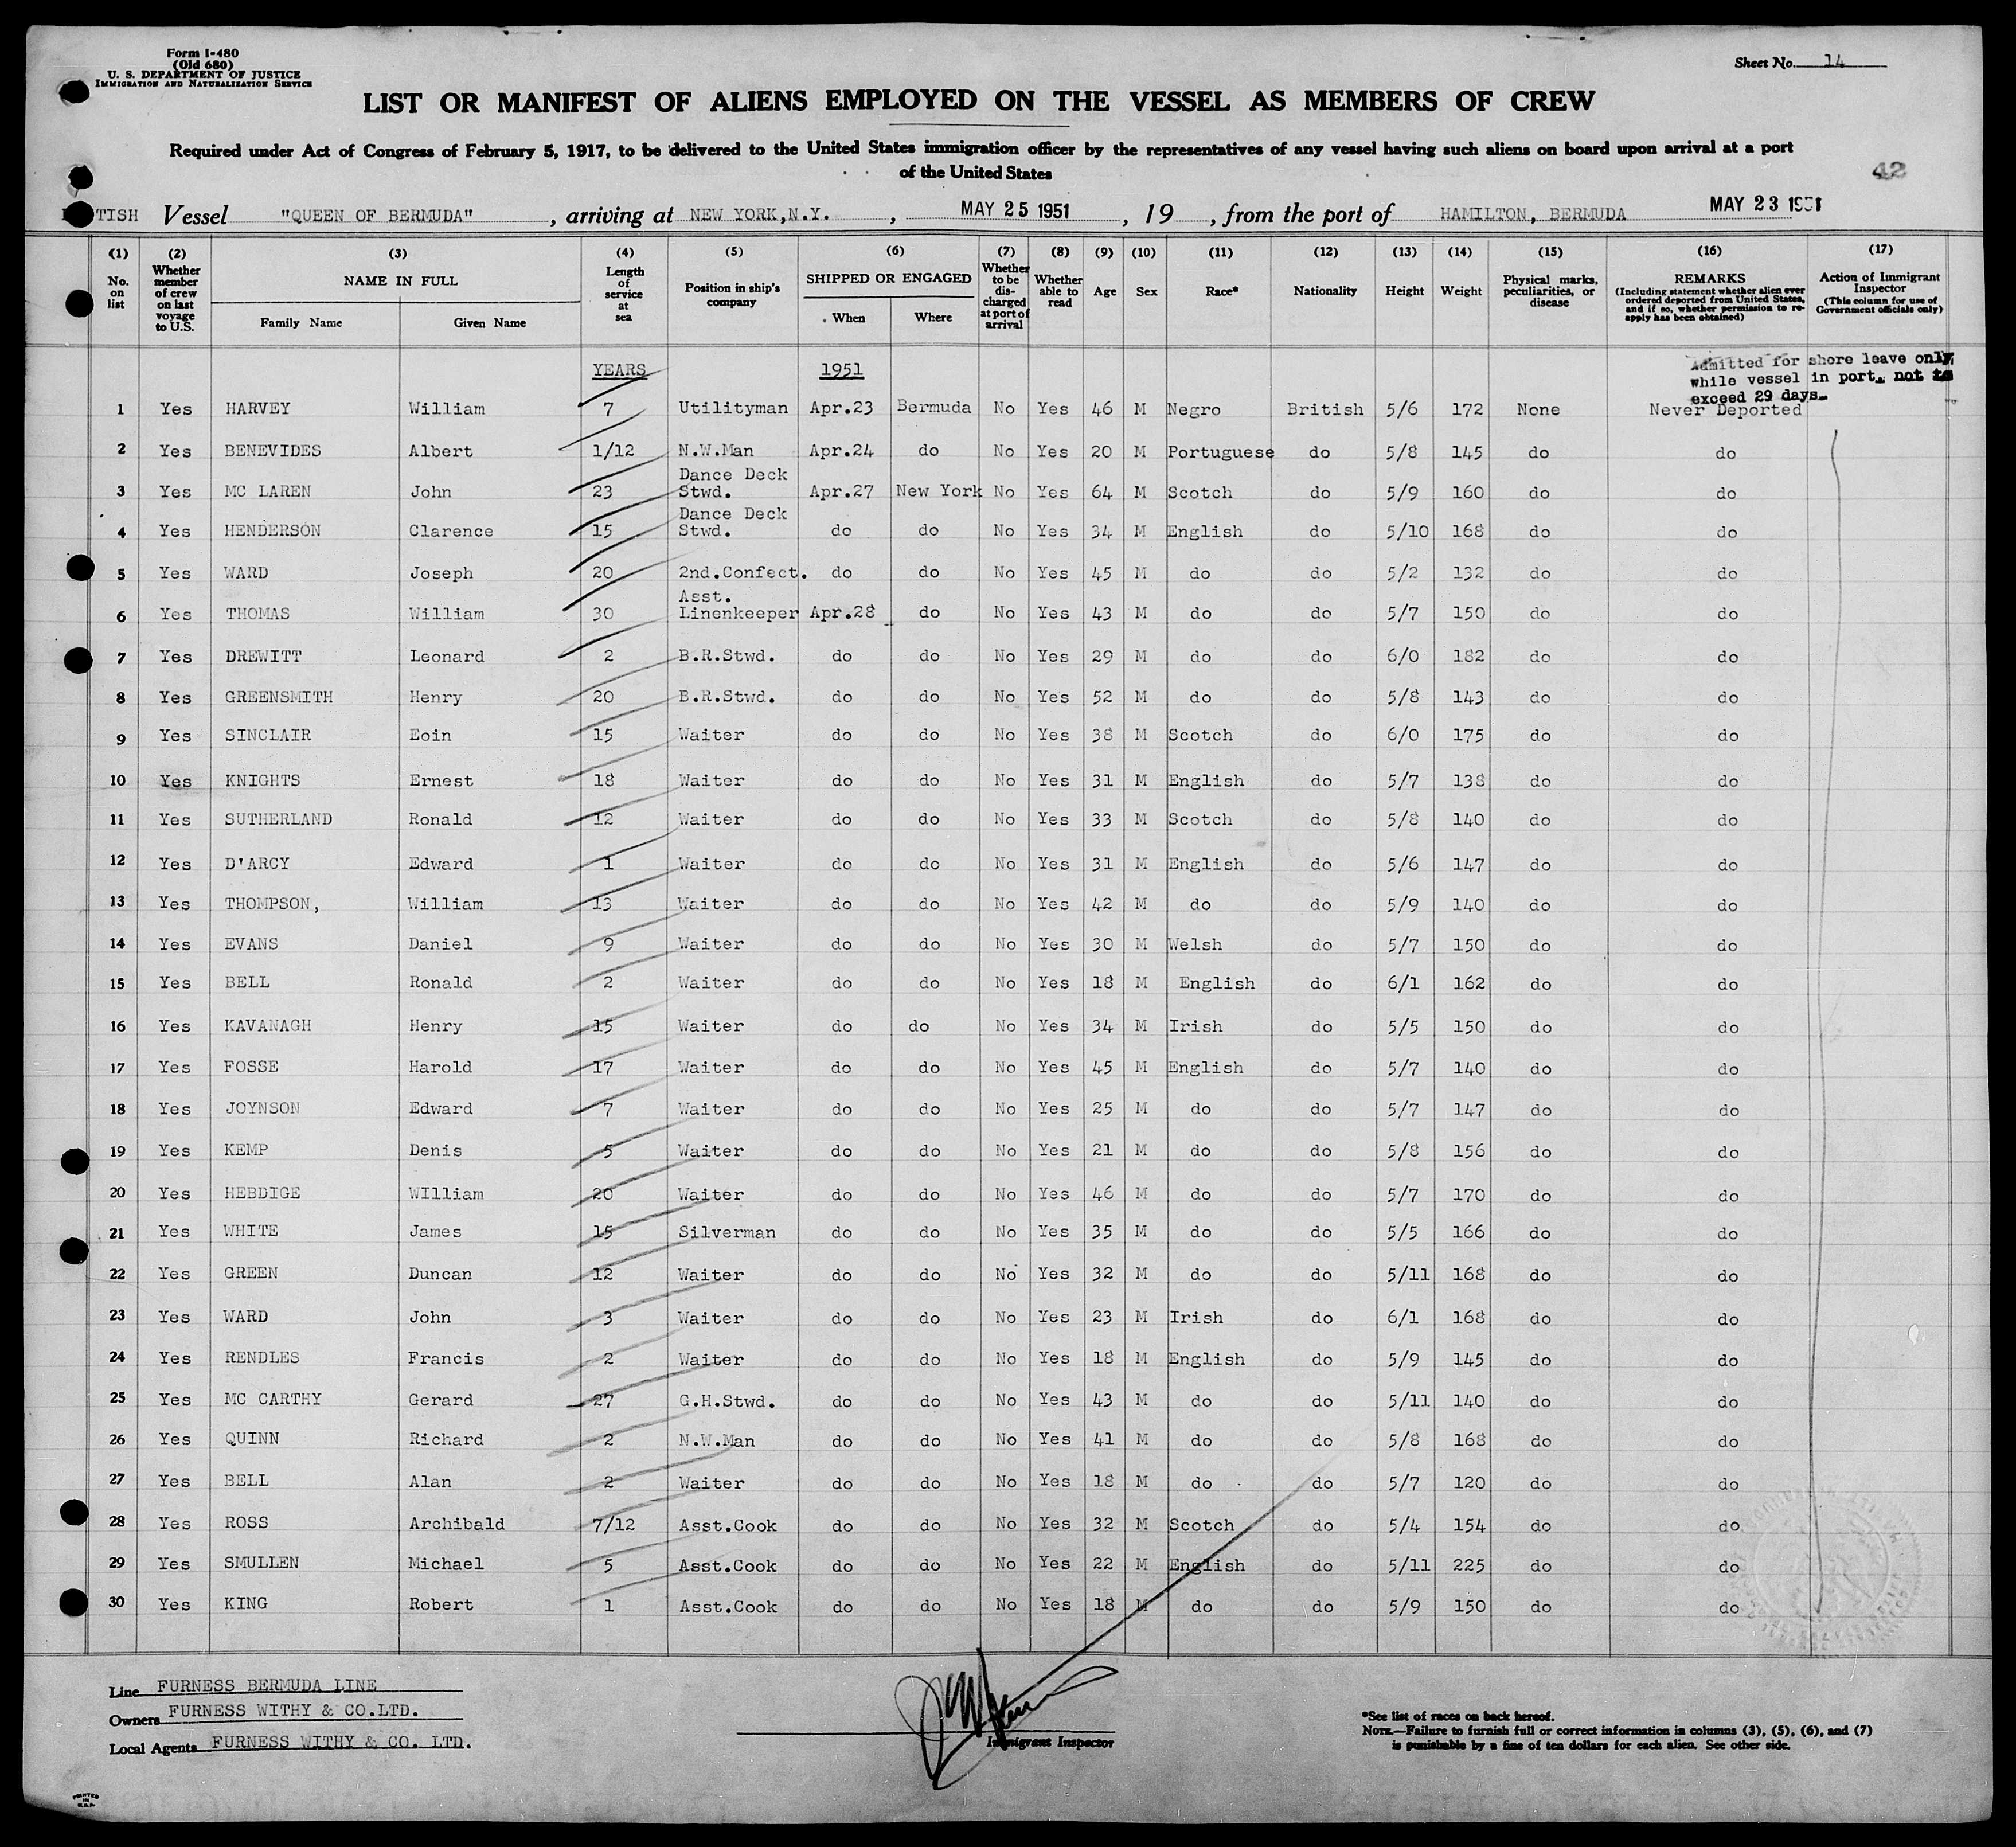 Form I-480
(Old 680)
U. S. DEPARTMENT OF JUSTICE
IMMIGRATION AND NATURALIZATION SERVICE
Sheet No. 14
LIST OR MANIFEST OF ALIENS EMPLOYED ON THE VESSEL AS MEMBERS OF CREW
Required under Act of Congress of February 5, 1917, to be delivered to the United States immigration officer by the representatives of any vessel having such aliens on board upon arrival at a port
of the United States
42
TISH Vessel "QUEEN OF BERMUDA", arriving at NEW YORK,N.Y., MAY 25 1951, 19 , from the port of HAMILTON, BERMUDA MAY 23 1951
(1) No. on list (2) Whether member of crew on last voyage to U.S. (3) NAME IN FULL Family Name Given Name (4) Length of service at sea (5) Position in ship's company (6) SHIPPED OR ENGAGED When Where (7) Whether to be discharged at port of arrival (8) Whether able to read (9) Age (10) Sex (11) Race* (12) Nationality (13) Height (14) Weight (15) Physical marks, peculiarities, or disease (16) REMARKS (Including statement whether alien ever ordered deported from United States, and if so, whether permission to reapply has been obtained) (17) Action of Immigrant Inspector (This column for use of Government officials only)
YEARS 1951
Admitted for shore leave only
while vessel in port. not to
exceed 29 days.
1 Yes HARVEY William 7 Utilityman Apr.23 Bermuda No Yes 46 M Negro British 5/6 172 None Never Deported
2 Yes BENEVIDES Albert 1/12 N.W.Man Apr.24 do No Yes 20 M Portuguese do 5/8 145 do do
3 Yes MC LAREN John 23 Dance Deck Stwd. Apr.27 New York No Yes 64 M Scotch do 5/9 160 do do
4 Yes HENDERSON Clarence 15 Dance Deck Stwd. do do No Yes 34 M English do 5/10 168 do do
5 Yes WARD Joseph 20 2nd.Confect. do do No Yes 45 M do do 5/2 132 do do
6 Yes THOMAS William 30 Asst. Linenkeeper Apr.28 do No Yes 43 M do do 5/7 150 do do
7 Yes DREWITT Leonard 2 B.R.Stwd. do do No Yes 29 M do do 6/0 182 do do
8 Yes GREENSMITH Henry 20 B.R.Stwd. do do No Yes 52 M do do 5/8 143 do do
9 Yes SINCLAIR Eoin 15 Waiter do do No Yes 38 M Scotch do 6/0 175 do do
10 Yes KNIGHTS Ernest 18 Waiter do do No Yes 31 M English do 5/7 138 do do
11 Yes SUTHERLAND Ronald 12 Waiter do do No Yes 33 M Scotch do 5/8 140 do do
12 Yes D'ARCY Edward 1 Waiter do do No Yes 31 M English do 5/6 147 do do
13 Yes THOMPSON, William 13 Waiter do do No Yes 42 M do do 5/9 140 do do
14 Yes EVANS Daniel 9 Waiter do do No Yes 30 M Welsh do 5/7 150 do do
15 Yes BELL Ronald 2 Waiter do do No Yes 18 M English do 6/1 162 do do
16 Yes KAVANAGH Henry 15 Waiter do do No Yes 34 M Irish do 5/5 150 do do
17 Yes FOSSE Harold 17 Waiter do do No Yes 45 M English do 5/7 140 do do
18 Yes JOYNSON Edward 7 Waiter do do No Yes 25 M do do 5/7 147 do do
19 Yes KEMP Denis 5 Waiter do do No Yes 21 M do do 5/8 156 do do
20 Yes HEBDIGE WIlliam 20 Waiter do do No Yes 46 M do do 5/7 170 do do
21 Yes WHITE James 15 Silverman do do No Yes 35 M do do 5/5 166 do do
22 Yes GREEN Duncan 12 Waiter do do No Yes 32 M do do 5/11 168 do do
23 Yes WARD John 3 Waiter do do No Yes 23 M Irish do 6/1 168 do do
24 Yes RENDLES Francis 2 Waiter do do No Yes 18 M English do 5/9 145 do do
25 Yes MC CARTHY Gerard 27 G.H.Stwd. do do No Yes 43 M do do 5/11 140 do do
26 Yes QUINN Richard 2 N.W.Man do do No Yes 41 M do do 5/8 168 do do
27 Yes BELL Alan 2 Waiter do do No Yes 18 M do do 5/7 120 do do
28 Yes ROSS Archibald 7/12 Asst.Cook do do No Yes 32 M Scotch do 5/4 154 do do
29 Yes SMULLEN Michael 5 Asst.Cook do do No Yes 22 M English do 5/11 225 do do
30 Yes KING Robert 1 Asst.Cook do do No Yes 18 M do do 5/9 150 do do
Line FURNESS BERMUDA LINE
Owners FURNESS WITHY & CO.LTD.
Local Agents FURNESS WITHY & CO. LTD.
Immigrant Inspector
*See list of races on back hereof.
NOTE.—Failure to furnish full or correct information in columns (3), (5), (6), and (7)
is punishable by a fine of ten dollars for each alien. See other side.
PRINTED
IN
U.S.A.